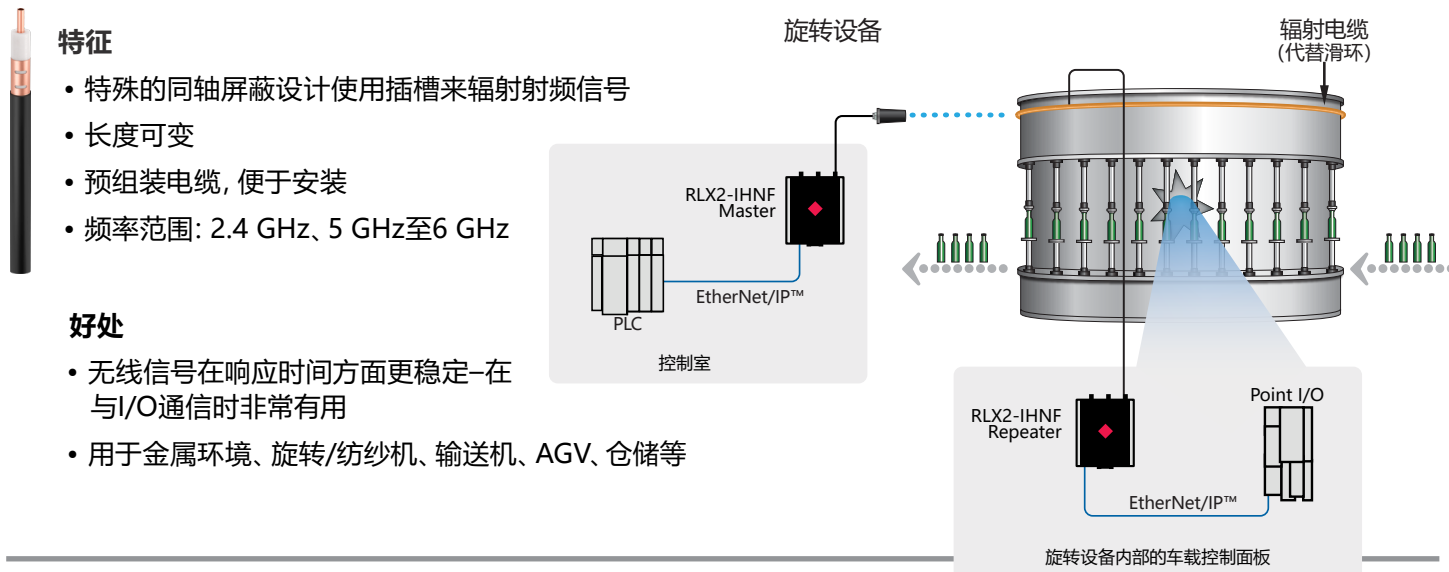 特征
• 特殊的同轴屏蔽设计使用插槽来辐射射频信号
• 长度可变
• 预组装电缆, 便于安装
• 频率范围: 2.4 GHz、5 GHz至6 GHz
好处
• 无线信号在响应时间方面更稳定–在
与I/O通信时非常有用
• 用于金属环境、旋转/纺纱机、输送机、AGV、仓储等
旋转设备
辐射电缆
(代替滑环)
RLX2-IHNF
Master
EtherNet/IP™
PLC
控制室
RLX2-IHNF
Repeater
Point I/O
EtherNet/IP™
旋转设备内部的车载控制面板